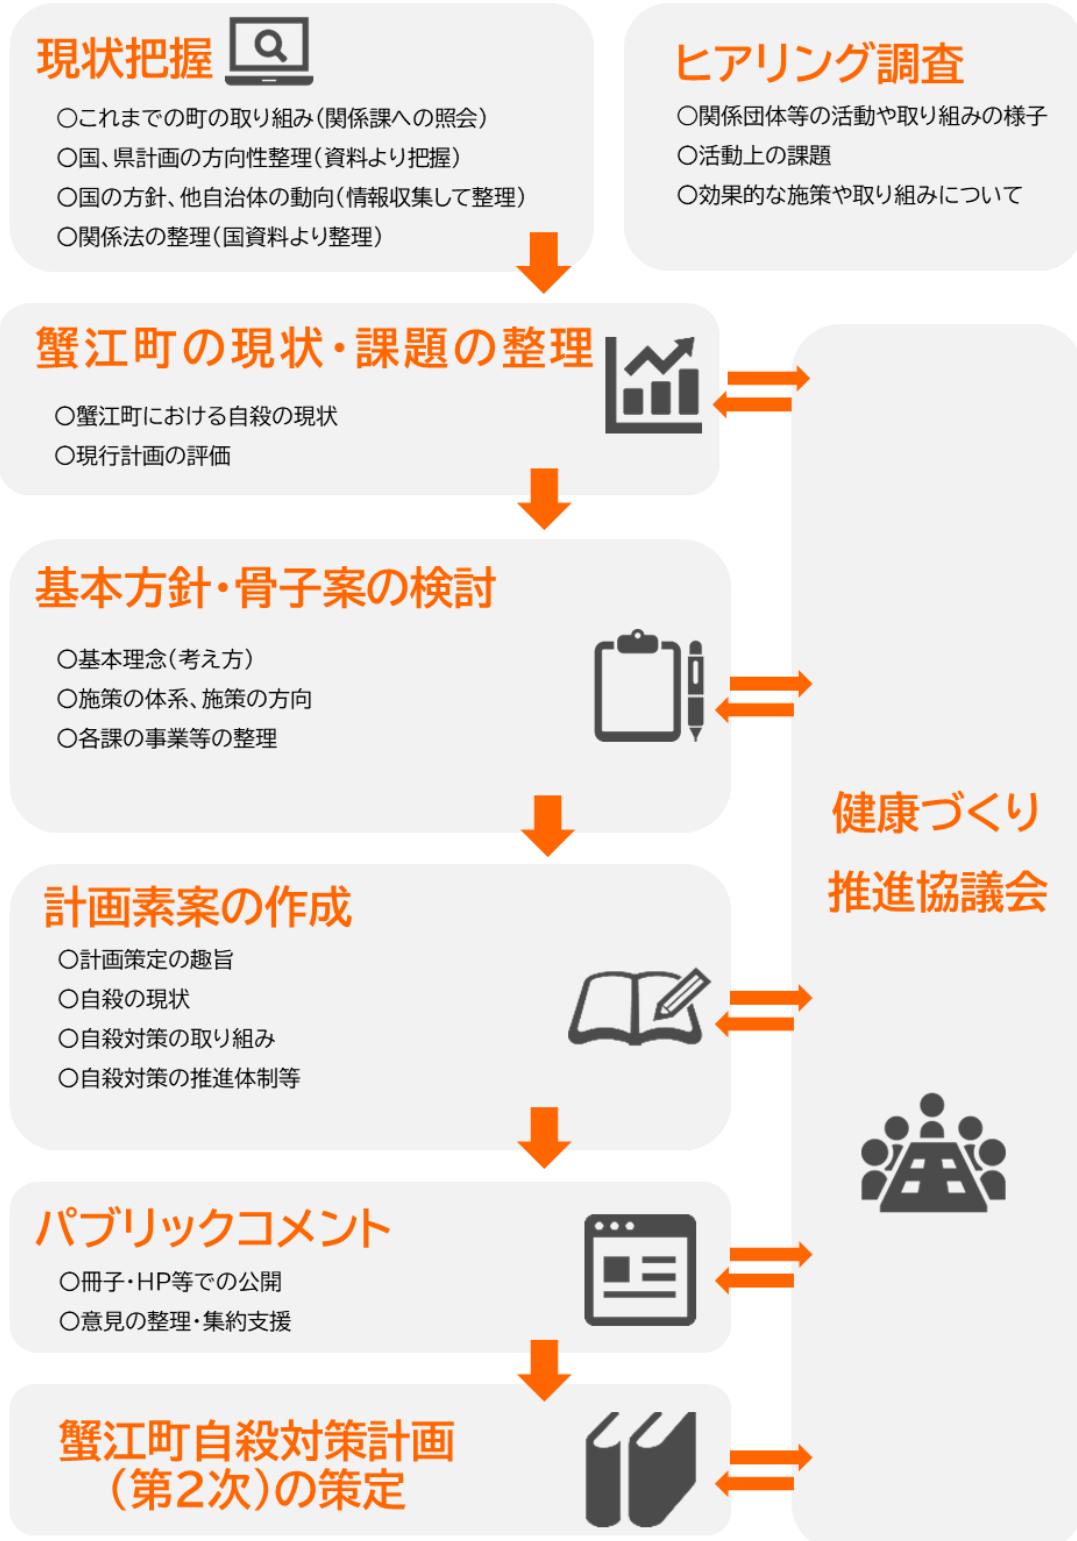 現状把握
○これまでの町の取り組み(関係課への照会)
○国、県計画の方向性整理(資料より把握)
○国の方針、他自治体の動向(情報収集して整理)
○関係法の整理(国資料より整理)
ヒアリング調査
○関係団体等の活動や取り組みの様子
○活動上の課題
○効果的な施策や取り組みについて
蟹江町の現状・課題の整理
○蟹江町における自殺の現状
○現行計画の評価
基本方針・骨子案の検討
○基本理念(考え方)
○施策の体系、施策の方向
○各課の事業等の整理
計画素案の作成
○計画策定の趣旨
○自殺の現状
○自殺対策の取り組み
○自殺対策の推進体制等
パブリックコメント
○冊子・HP等での公開
○意見の整理・集約支援
蟹江町自殺対策計画
(第2次)の策定
健康づくり
推進協議会